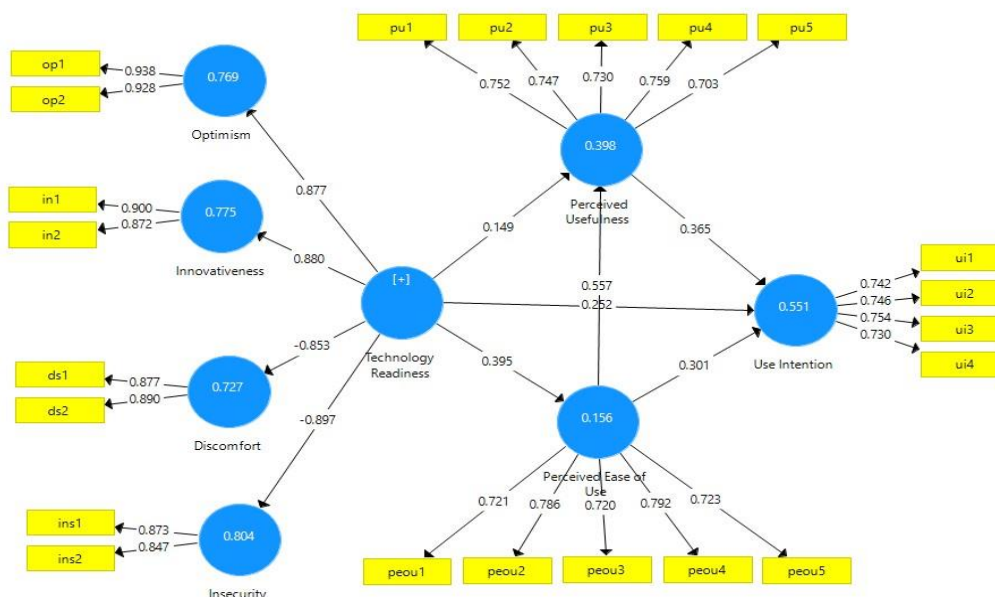 pu1
pu2
pu3
pu4
pu5
0.752
0.747
0.730
0.759
0.703
op1
op2
0.938
0.928
0.769
Optimism
0.398
Perceived
Usefulness
in1
in2
0.900
0.872
0.775
Innovativeness
0.877
0.880
0.149
0.365
[+]
Technology
Readiness
0.557
0.252
0.551
Use Intention
0.742
0.746
0.754
0.730
ui1
ui2
ui3
ui4
-0.853
-0.897
0.395
0.301
ds1
ds2
0.877
0.890
0.727
Discomfort
0.156
Perceived Ease of
Use
ins1
ins2
0.873
0.847
0.804
Insecurity
0.721
0.786
0.720
0.792
0.723
peou1
peou2
peou3
peou4
peou5